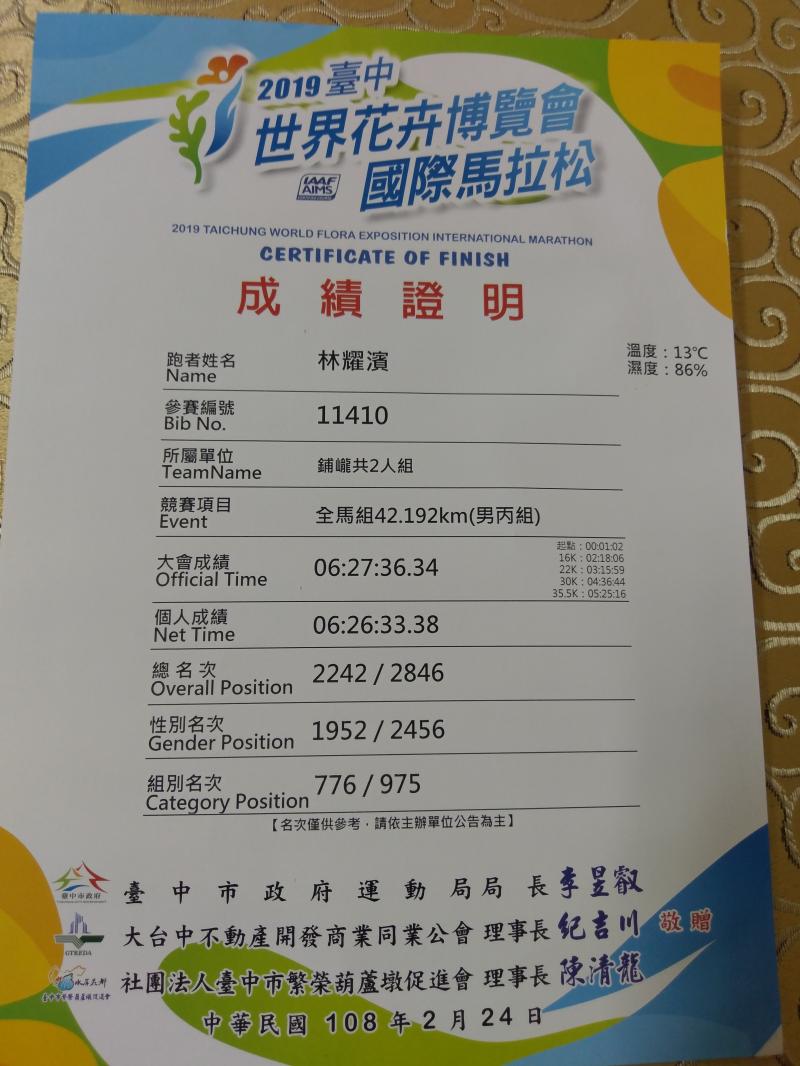 2019 臺中
世界花卉博覽會
國際馬拉松
IAAF
AIMS
2019 TAICHUNG WORLD FLORA EXPOSITION INTERNATIONAL MARATHON
CERTIFICATE OF FINISH
成績證明
溫度：13℃
濕度：86%
跑者姓名 林耀濱
Name
參賽編號 11410
Bib No.
所屬單位 鋪巄共2人組
TeamName
競賽項目 全馬組42.192km(男丙組)
Event
大會成績 06:27:36.34
Official Time
起點：00:01:02
16K：02:18:06
22K：03:15:59
30K：04:36:44
35.5K：05:25:16
個人成績 06:26:33.38
Net Time
總名次 2242 / 2846
Overall Position
性別名次 1952 / 2456
Gender Position
組別名次 776 / 975
Category Position
【名次僅供參考，請依主辦單位公告為主】
臺中市政府
臺中市政府運動局局長 李昱叡
GTREDA
大台中不動產開發商業同業公會 理事長 紀吉川 敬贈
社團法人臺中市繁榮葫蘆墩促進會 理事長 陳清龍
中華民國 108 年 2 月 24 日